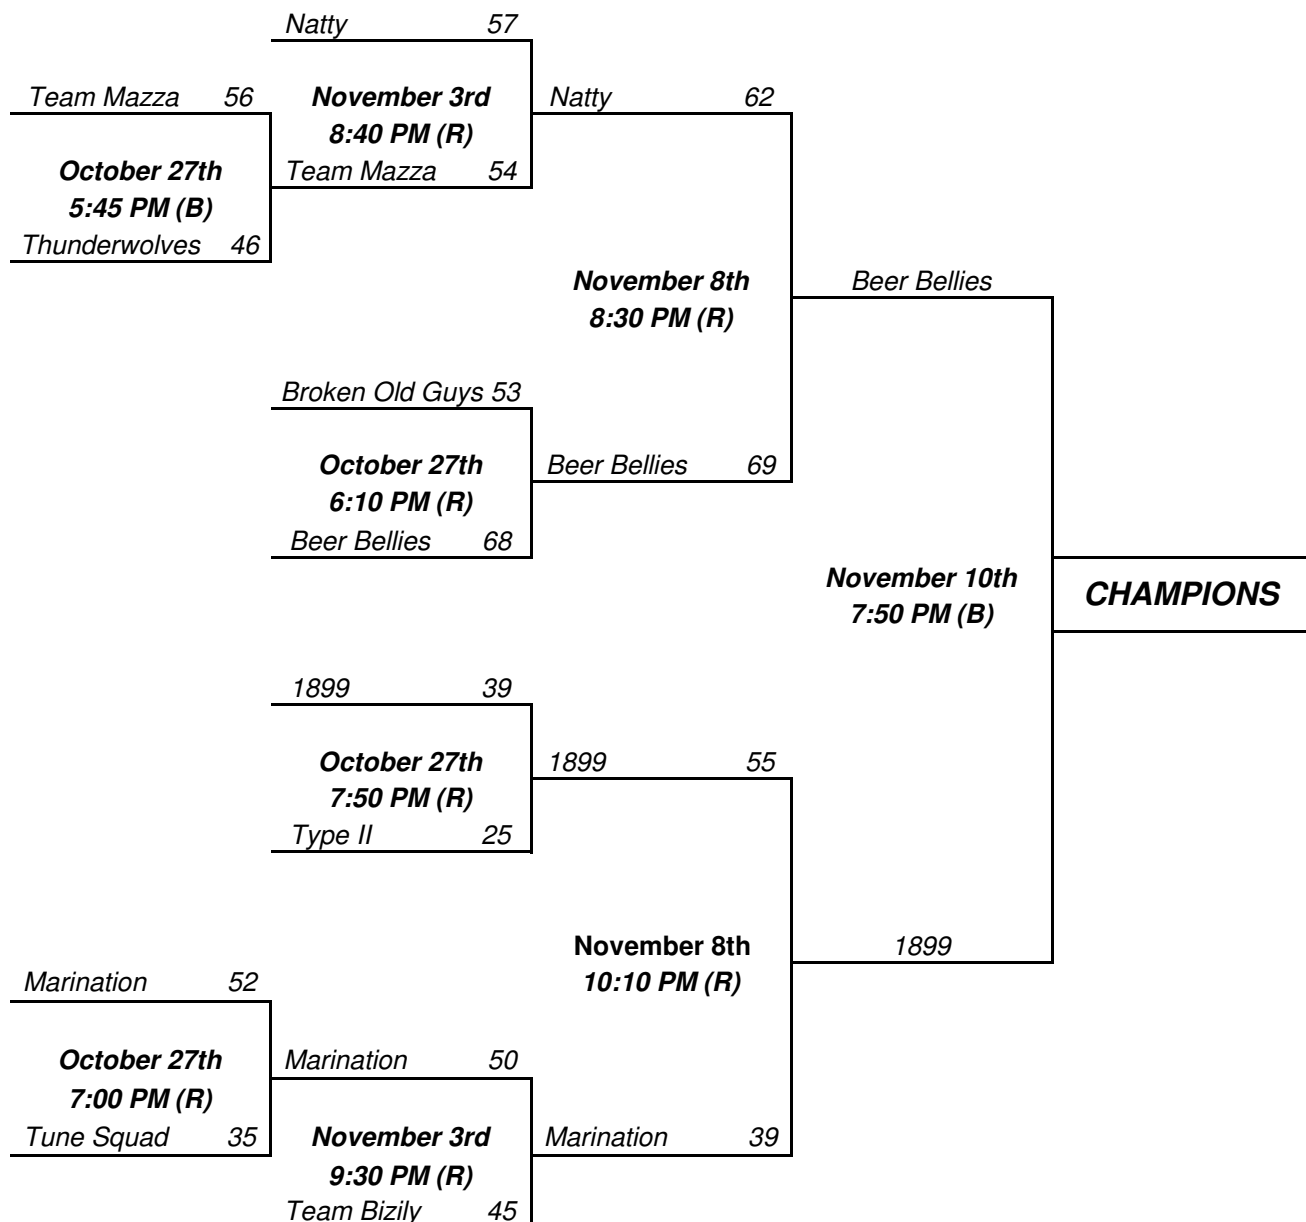 Natty 57
Team Mazza 56
November 3rd
8:40 PM (R)
Natty 62
Team Mazza 54
October 27th
5:45 PM (B)
Thunderwolves 46
November 8th
8:30 PM (R)
Beer Bellies
Broken Old Guys 53
October 27th
6:10 PM (R)
Beer Bellies 69
Beer Bellies 68
November 10th
7:50 PM (B)
CHAMPIONS
1899 39
October 27th
7:50 PM (R)
1899 55
Type II 25
November 8th
10:10 PM (R)
1899
Marination 52
October 27th
7:00 PM (R)
Tune Squad 35
Marination 50
November 3rd
9:30 PM (R)
Marination 39
Team Bizily 45